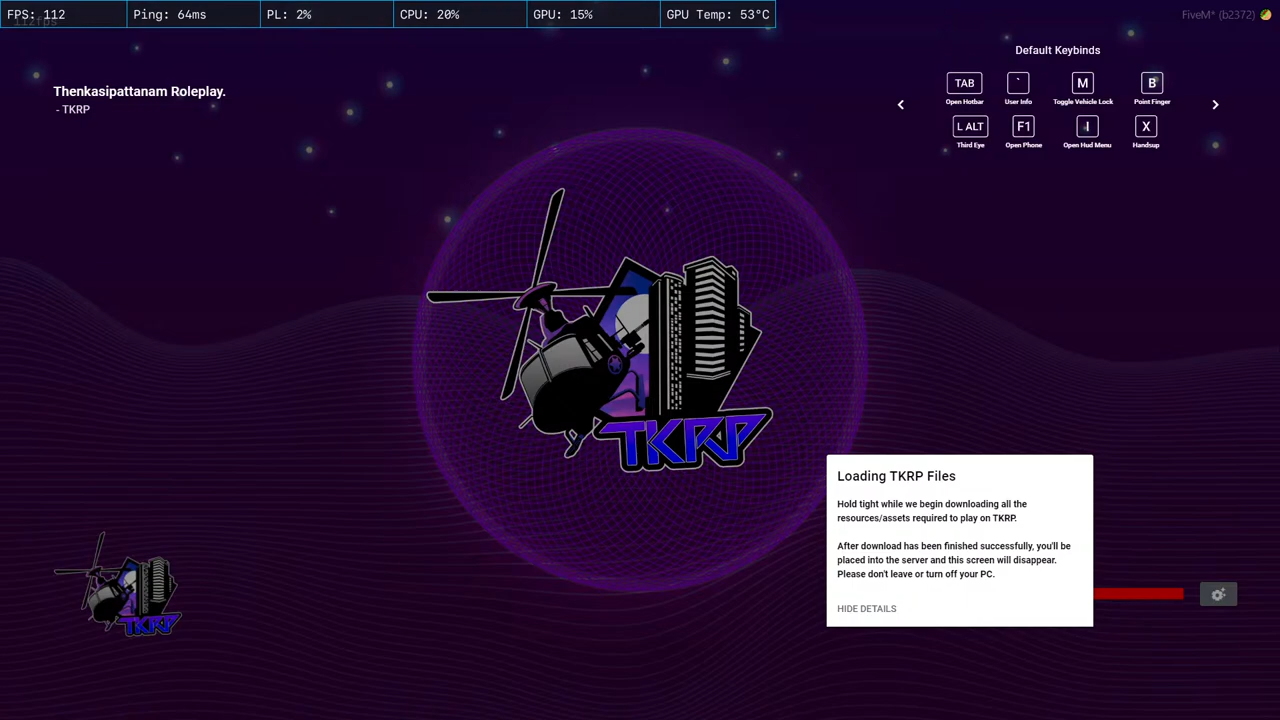 FPS: 112
Ping: 64ms
PL: 2%
CPU: 20%
GPU: 15%
GPU Temp: 53°C
112fps
FiveM* (b2372)
Thenkasipattanam Roleplay.
- TKRP
Default Keybinds
TAB
`
M
B
Open Hotbar
User Info
Toggle Vehicle Lock
Point Finger
L ALT
F1
I
X
Third Eye
Open Phone
Open Hud Menu
Handsup
TKRP
Loading TKRP Files
Hold tight while we begin downloading all the
resources/assets required to play on TKRP.
After download has been finished successfully, you'll be
placed into the server and this screen will disappear.
Please don't leave or turn off your PC.
HIDE DETAILS
TKRP